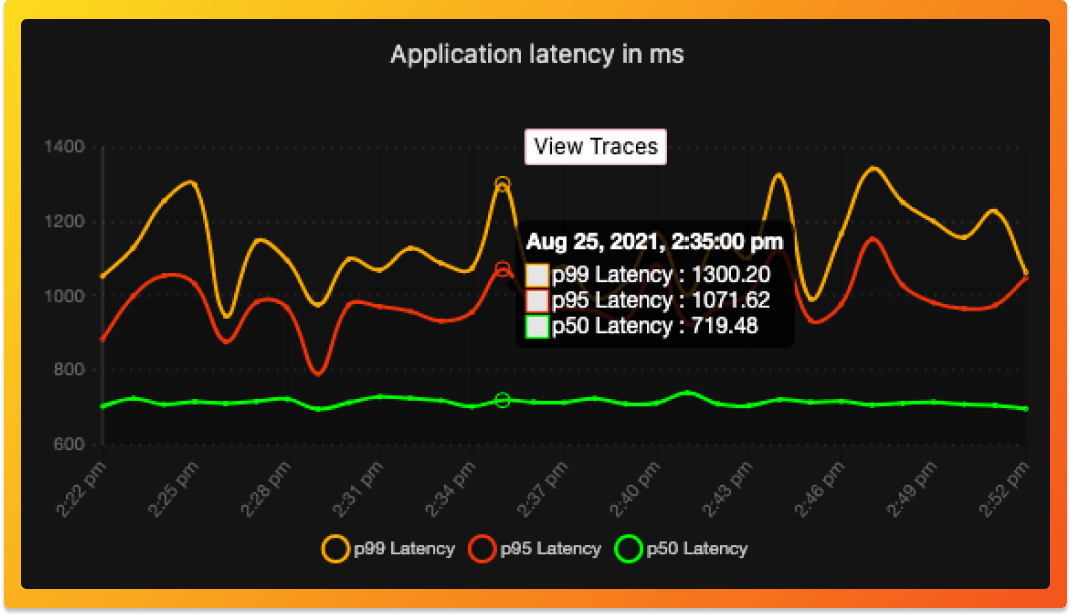 Application latency in ms
View Traces
1400
1200
1000
800
600
Aug 25, 2021, 2:35:00 pm
p99 Latency : 1300.20
p95 Latency : 1071.62
p50 Latency : 719.48
2:22 pm
2:25 pm
2:28 pm
2:31 pm
2:34 pm
2:37 pm
2:40 pm
2:43 pm
2:46 pm
2:49 pm
2:52 pm
p99 Latency p95 Latency p50 Latency